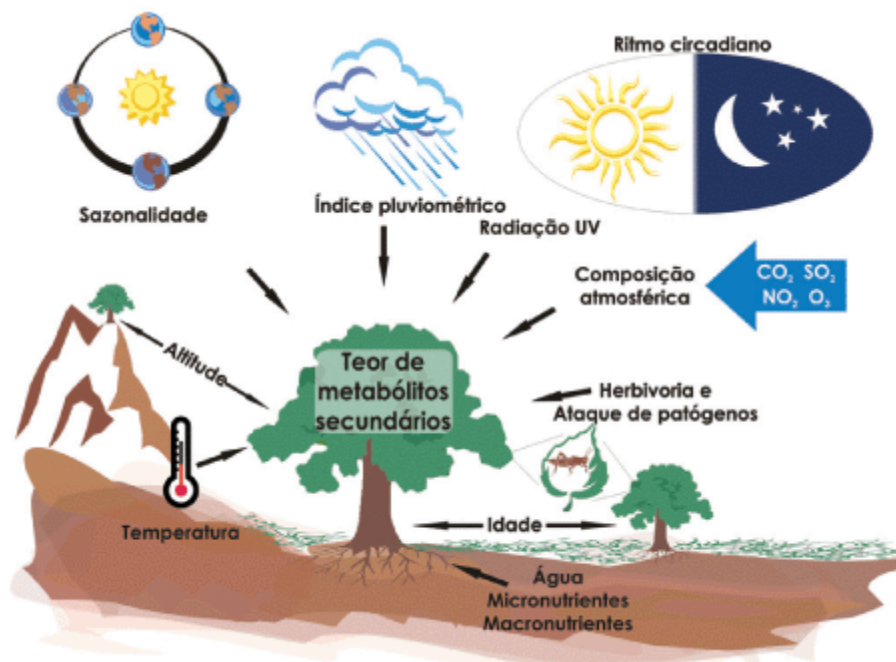 Ritmo circadiano
Sazonalidade
Índice pluviométrico
Radiação UV
Composição
atmosférica
CO₂ SO₂
NO₂ O₃
Altitude
Teor de
metabólitos
secundários
Herbivoria e
Ataque de patógenos
Temperatura
Idade
Água
Micronutrientes
Macronutrientes